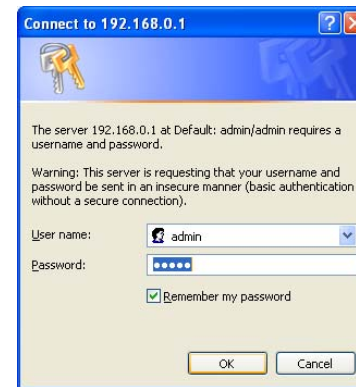 Connect to 192.168.0.1
The server 192.168.0.1 at Default: admin/admin requires a
username and password.
Warning: This server is requesting that your username and
password be sent in an insecure manner (basic authentication
without a secure connection).
User name:
admin
Password:
•••••
Remember my password
OK
Cancel